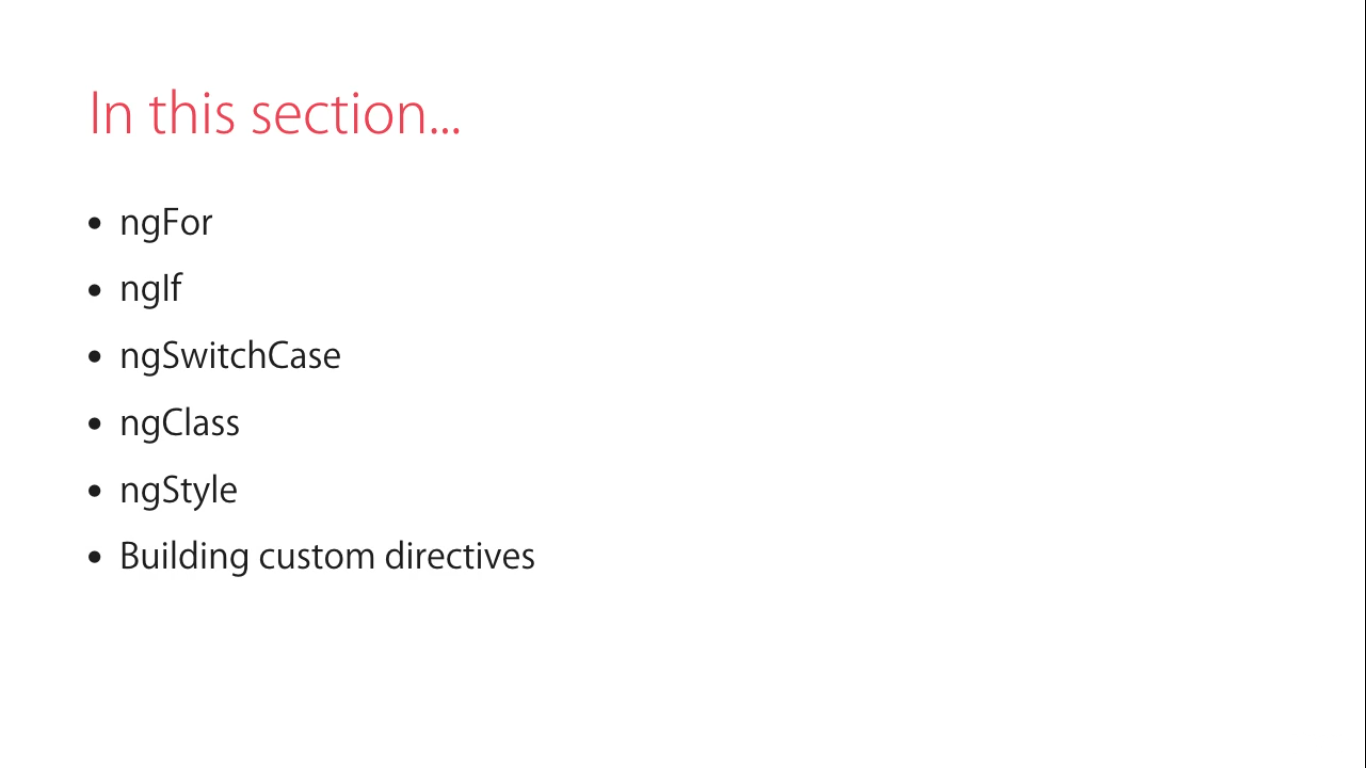 In this section...
• ngFor
• ngIf
• ngSwitchCase
• ngClass
• ngStyle
• Building custom directives